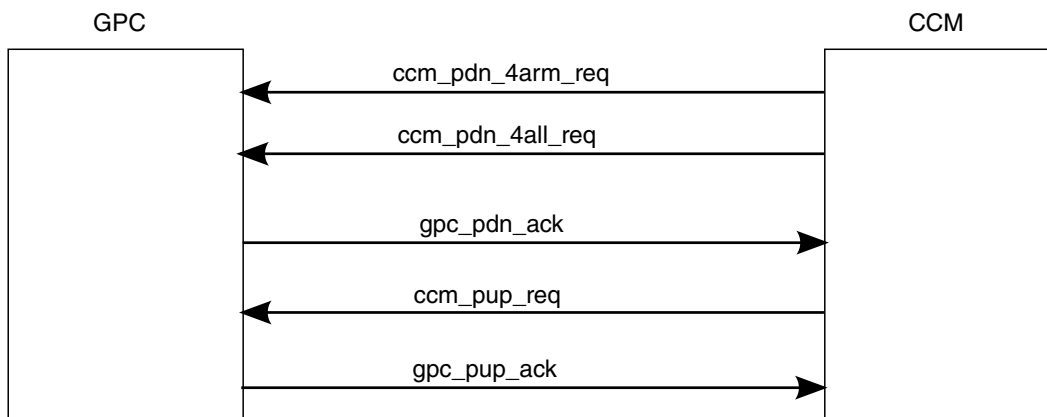 GPC
CCM
ccm_pdn_4arm_req
ccm_pdn_4all_req
gpc_pdn_ack
ccm_pup_req
gpc_pup_ack